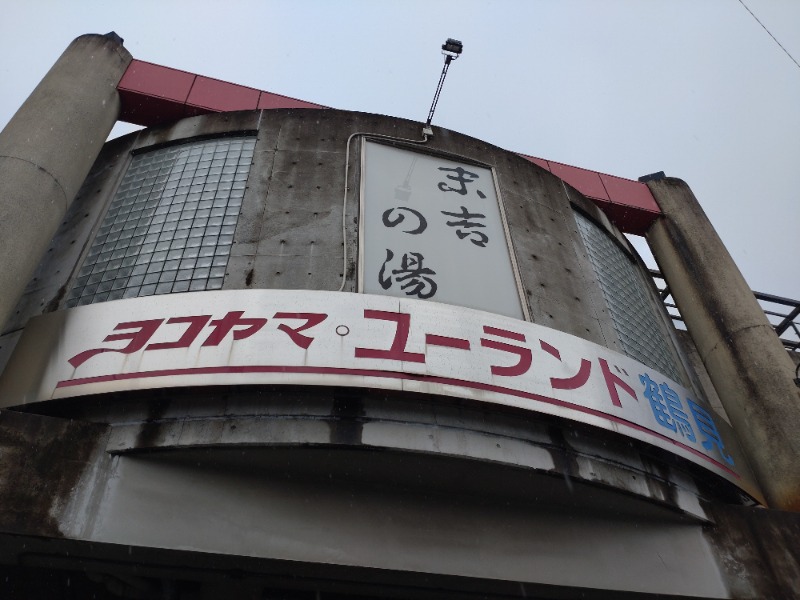 末吉
の湯
ヨコヤマ・ユーランド鶴見